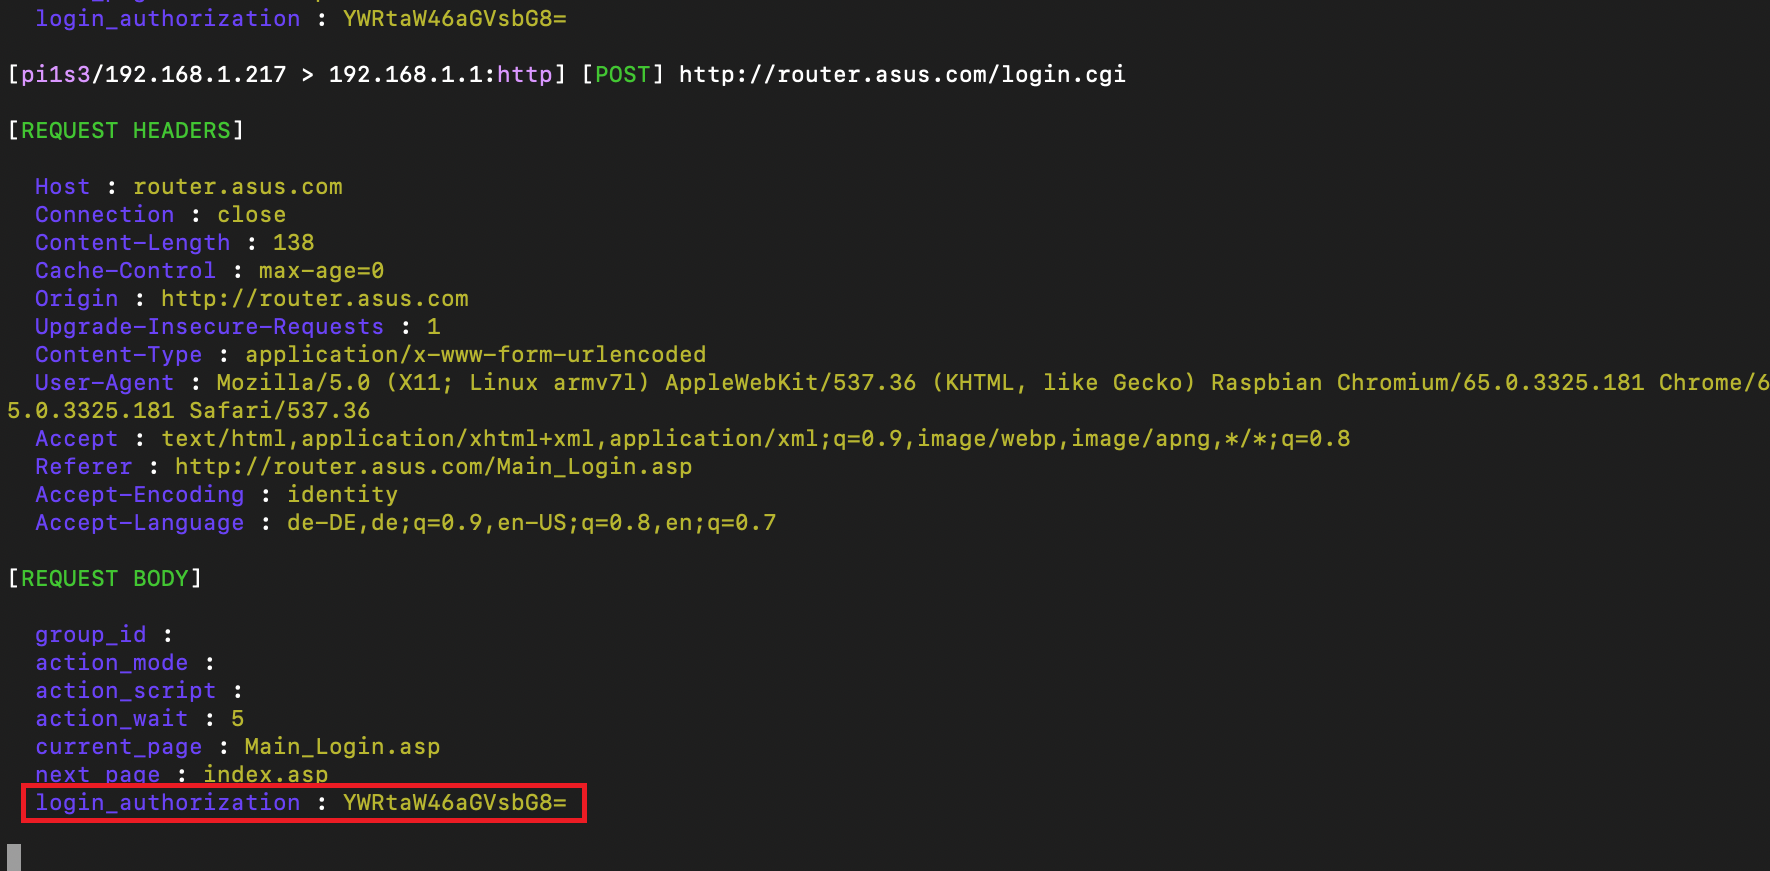 login_authorization : YWRtaW46aGVsbG8=
[pi1s3/192.168.1.217 > 192.168.1.1:http] [POST] http://router.asus.com/login.cgi
[REQUEST HEADERS]
Host : router.asus.com
Connection : close
Content-Length : 138
Cache-Control : max-age=0
Origin : http://router.asus.com
Upgrade-Insecure-Requests : 1
Content-Type : application/x-www-form-urlencoded
User-Agent : Mozilla/5.0 (X11; Linux armv7l) AppleWebKit/537.36 (KHTML, like Gecko) Raspbian Chromium/65.0.3325.181 Chrome/6
5.0.3325.181 Safari/537.36
Accept : text/html,application/xhtml+xml,application/xml;q=0.9,image/webp,image/apng,*/*;q=0.8
Referer : http://router.asus.com/Main_Login.asp
Accept-Encoding : identity
Accept-Language : de-DE,de;q=0.9,en-US;q=0.8,en;q=0.7
[REQUEST BODY]
group_id :
action_mode :
action_script :
action_wait : 5
current_page : Main_Login.asp
next_page : index.asp
login_authorization : YWRtaW46aGVsbG8=